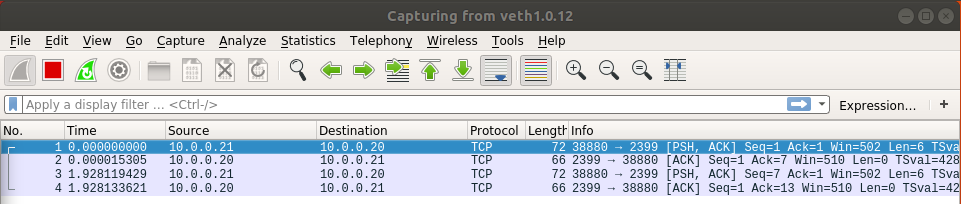 Capturing from veth1.0.12
File Edit View Go Capture Analyze Statistics Telephony Wireless Tools Help
Apply a display filter ... <Ctrl-/> Expression... +
No. Time Source Destination Protocol Length Info
1 0.000000000 10.0.0.21 10.0.0.20 TCP 72 38880 → 2399 [PSH, ACK] Seq=1 Ack=1 Win=502 Len=6 TSva
2 0.000015305 10.0.0.20 10.0.0.21 TCP 66 2399 → 38880 [ACK] Seq=1 Ack=7 Win=510 Len=0 TSval=428
3 1.928119429 10.0.0.21 10.0.0.20 TCP 72 38880 → 2399 [PSH, ACK] Seq=7 Ack=1 Win=502 Len=6 TSva
4 1.928133621 10.0.0.20 10.0.0.21 TCP 66 2399 → 38880 [ACK] Seq=1 Ack=13 Win=510 Len=0 TSval=42